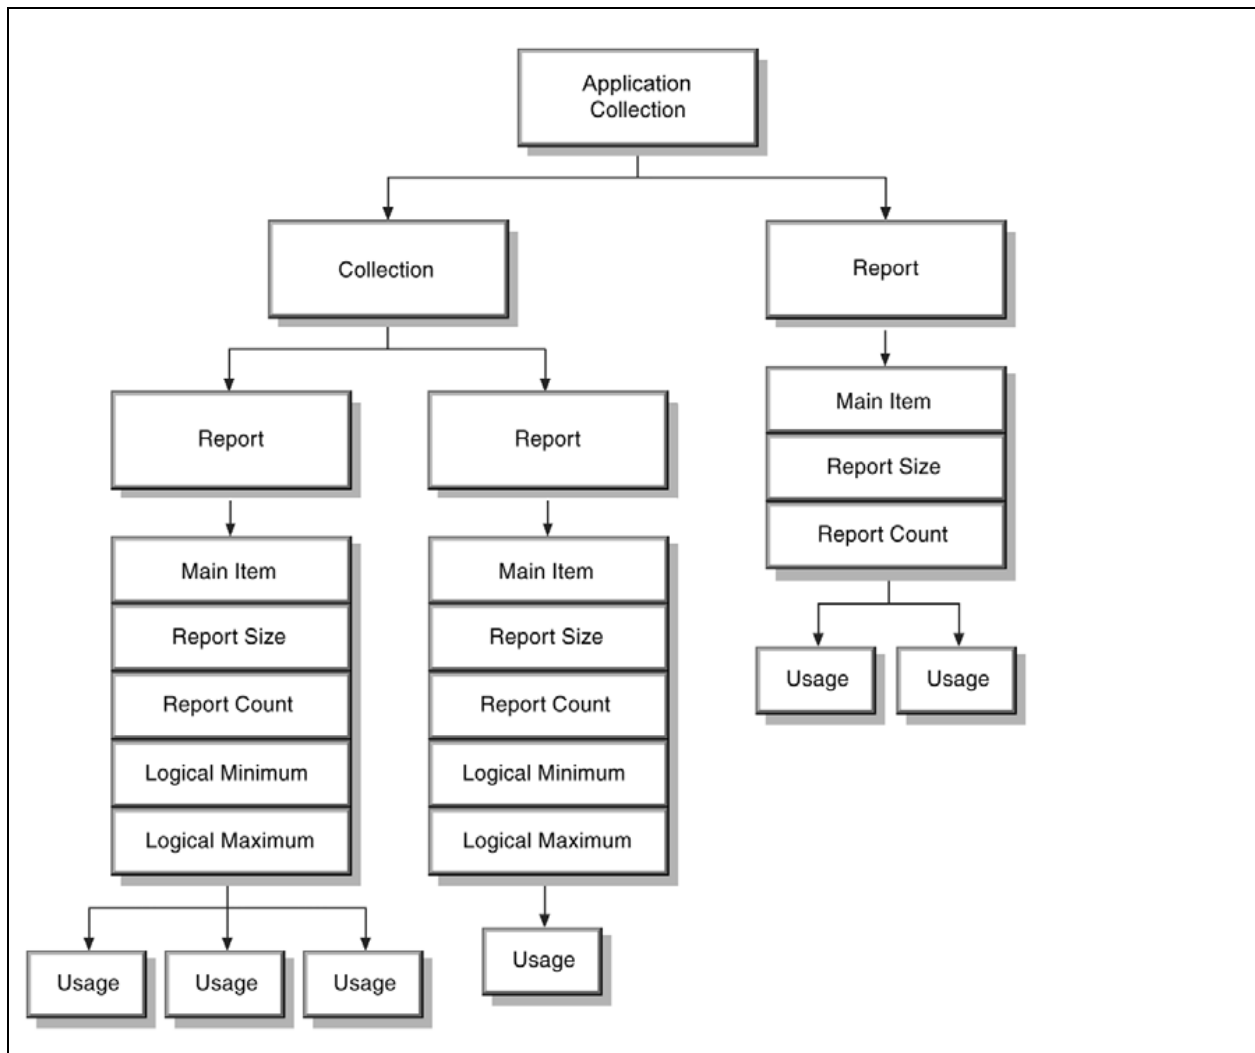 Application
Collection
Collection
Report
Report
Report
Main Item
Report Size
Report Count
Main Item
Report Size
Report Count
Logical Minimum
Logical Maximum
Main Item
Report Size
Report Count
Logical Minimum
Logical Maximum
Usage
Usage
Usage
Usage
Usage
Usage